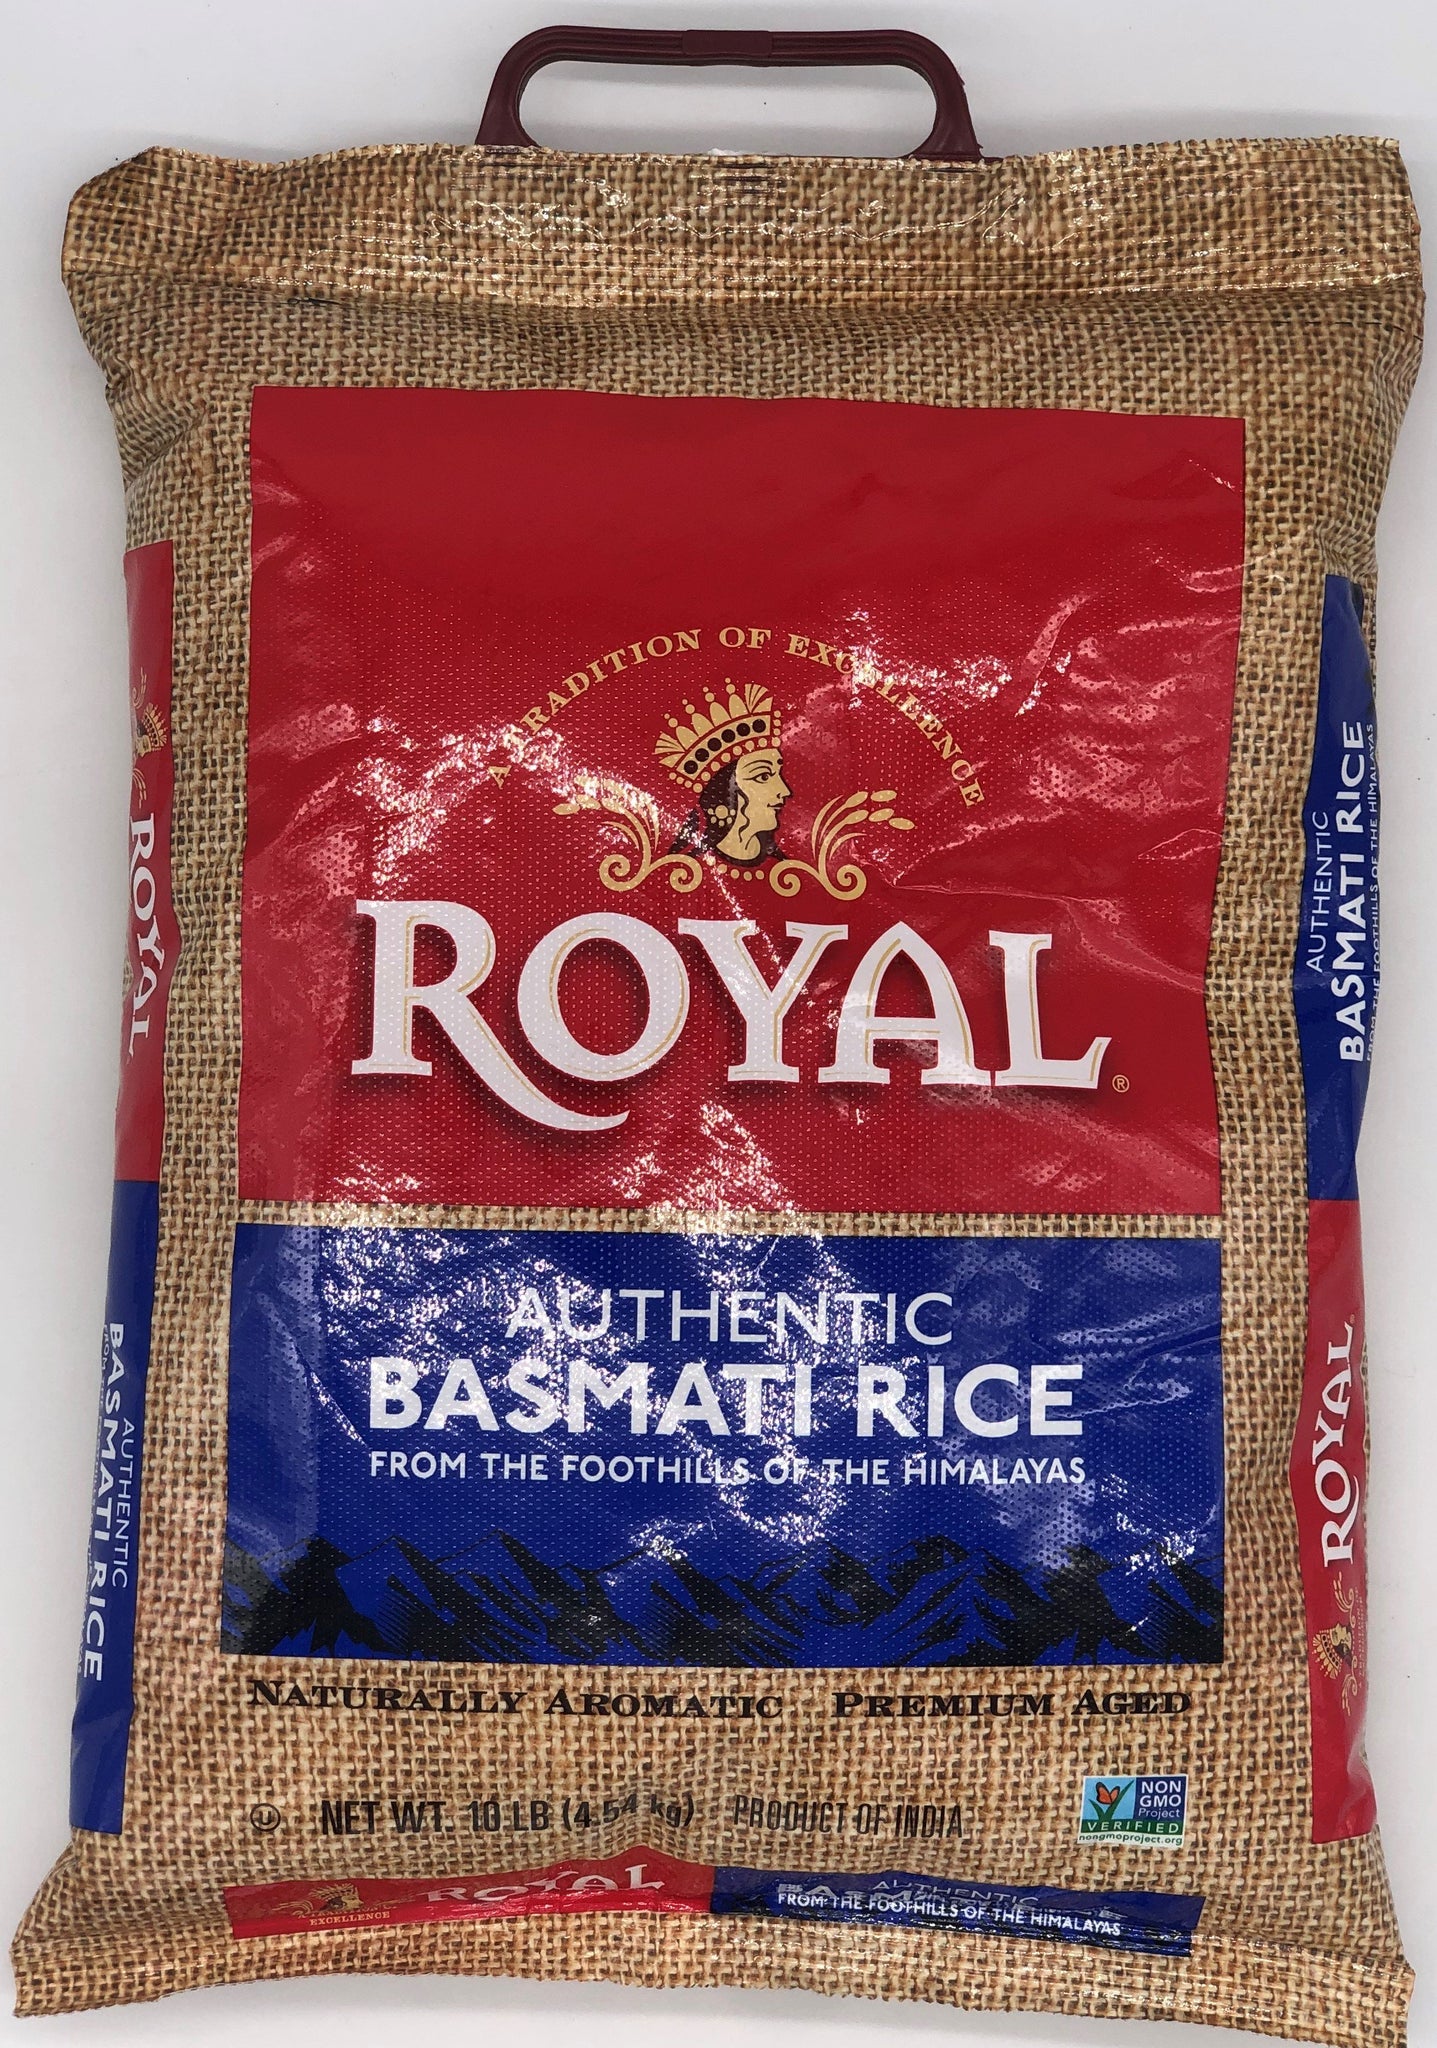 A TRADITION OF EXCELLENCE
ROYAL®
AUTHENTIC
BASMATI RICE
FROM THE FOOTHILLS OF THE HIMALAYAS
NATURALLY AROMATIC PREMIUM AGED
U NET WT. 10 LB (4.54 kg) PRODUCT OF INDIA
NON
GMO
Project
VERIFIED
nongmoproject.org
ROYAL
AUTHENTIC
BASMATI RICE
AUTHENTIC
BASMATI RICE
FROM THE FOOTHILLS OF THE HIMALAYAS
ROYAL®
EXCELLENCE
ROYAL
AUTHENTIC
FROM THE FOOTHILLS OF THE HIMALAYAS